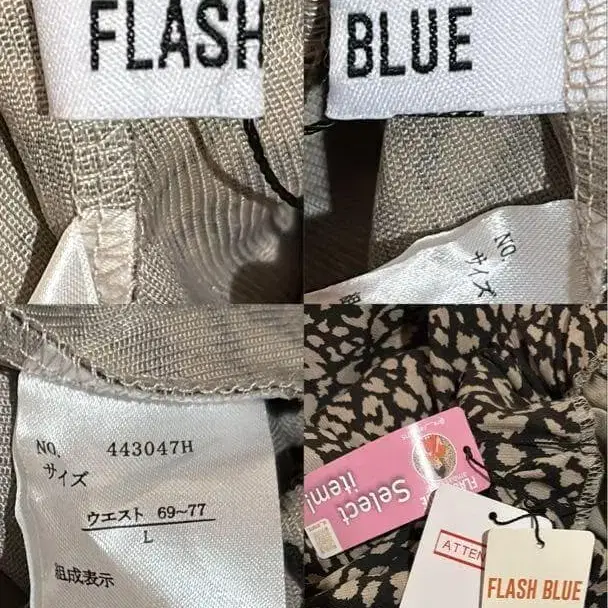 FLASH
BLUE
NO.
サイズ
NO. 443047H
サイズ
ウエスト 69~77
L
組成表示
Select
item!
ATTEN
FLASH BLUE